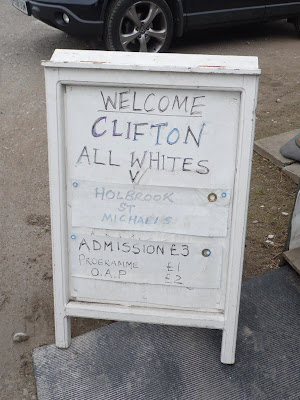 WELCOME
CLIFTON
ALL WHITES
V
HOLBROOK
ST
MICHAELS
ADMISSION £3
PROGRAMME £1
O.A.P £2